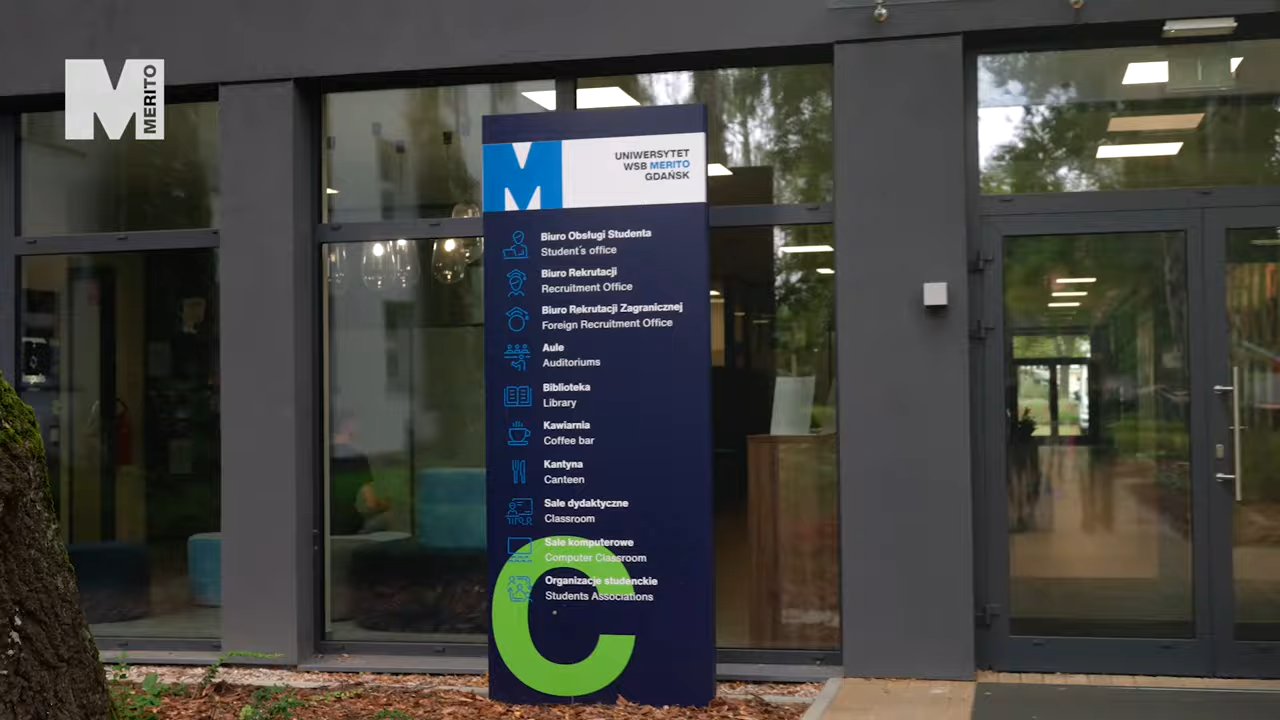 M MERITO
M
UNIWERSYTET
WSB MERITO
GDAŃSK
Biuro Obsługi Studenta
Student's office
Biuro Rekrutacji
Recruitment Office
Biuro Rekrutacji Zagranicznej
Foreign Recruitment Office
Aule
Auditoriums
Biblioteka
Library
Kawiarnia
Coffee bar
Kantyna
Canteen
Sale dydaktyczne
Classroom
Sale komputerowe
Computer Classroom
Organizacje studenckie
Students Associations
C